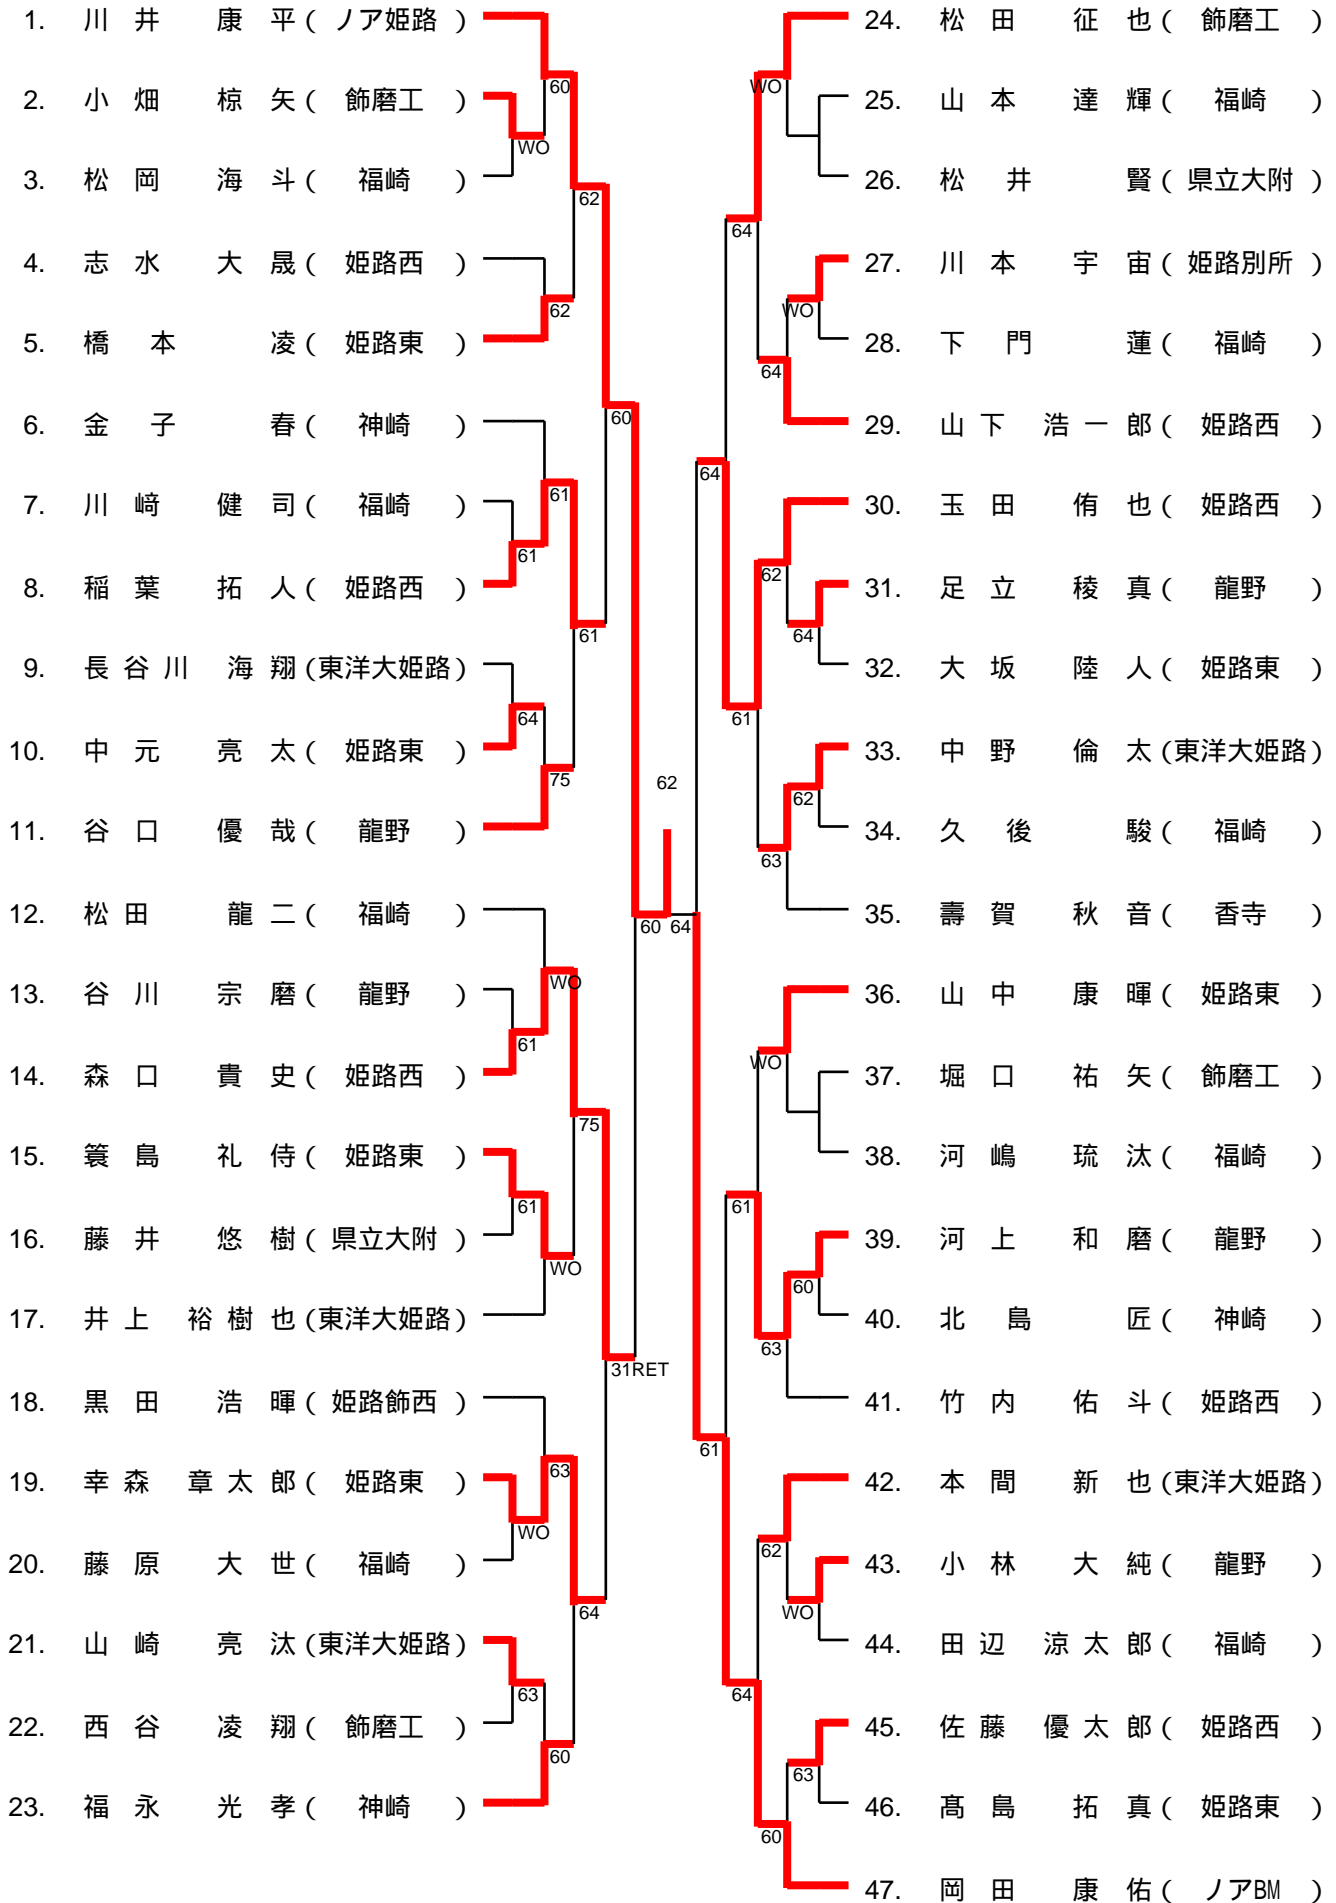 1. 川井 康平 ( ノア姫路 )
2. 小畑 椋矢 ( 飾磨工 )
3. 松岡 海斗 ( 福崎 )
4. 志水 大晟 ( 姫路西 )
5. 橋本 凌 ( 姫路東 )
6. 金子 春 ( 神崎 )
7. 川﨑 健司 ( 福崎 )
8. 稲葉 拓人 ( 姫路西 )
9. 長谷川 海翔 (東洋大姫路)
10. 中元 亮太 ( 姫路東 )
11. 谷口 優哉 ( 龍野 )
12. 松田 龍二 ( 福崎 )
13. 谷川 宗磨 ( 龍野 )
14. 森口 貴史 ( 姫路西 )
15. 簑島 礼侍 ( 姫路東 )
16. 藤井 悠樹 ( 県立大附 )
17. 井上 裕樹也 (東洋大姫路)
18. 黒田 浩暉 ( 姫路飾西 )
19. 幸森 章太郎 ( 姫路東 )
20. 藤原 大世 ( 福崎 )
21. 山崎 亮汰 (東洋大姫路)
22. 西谷 凌翔 ( 飾磨工 )
23. 福永 光孝 ( 神崎 )
60
WO
62
62
60
61
61
61
64
75
WO
61
75
61
WO
31RET
63
WO
64
63
60
62
60 64
24. 松田 征也 ( 飾磨工 )
25. 山本 達輝 ( 福崎 )
26. 松井 賢 ( 県立大附 )
27. 川本 宇宙 ( 姫路別所 )
28. 下門 蓮 ( 福崎 )
29. 山下 浩一郎 ( 姫路西 )
30. 玉田 侑也 ( 姫路西 )
31. 足立 稜真 ( 龍野 )
32. 大坂 陸人 ( 姫路東 )
33. 中野 倫太 (東洋大姫路)
34. 久後 駿 ( 福崎 )
35. 壽賀 秋音 ( 香寺 )
36. 山中 康暉 ( 姫路東 )
37. 堀口 祐矢 ( 飾磨工 )
38. 河嶋 琉汰 ( 福崎 )
39. 河上 和磨 ( 龍野 )
40. 北島 匠 ( 神崎 )
41. 竹内 佑斗 ( 姫路西 )
42. 本間 新也 (東洋大姫路)
43. 小林 大純 ( 龍野 )
44. 田辺 涼太郎 ( 福崎 )
45. 佐藤 優太郎 ( 姫路西 )
46. 髙島 拓真 ( 姫路東 )
47. 岡田 康佑 ( ノアBM )
WO
64
WO
64
64
62
64
61
62
63
WO
61
60
63
61
62
WO
64
63
60